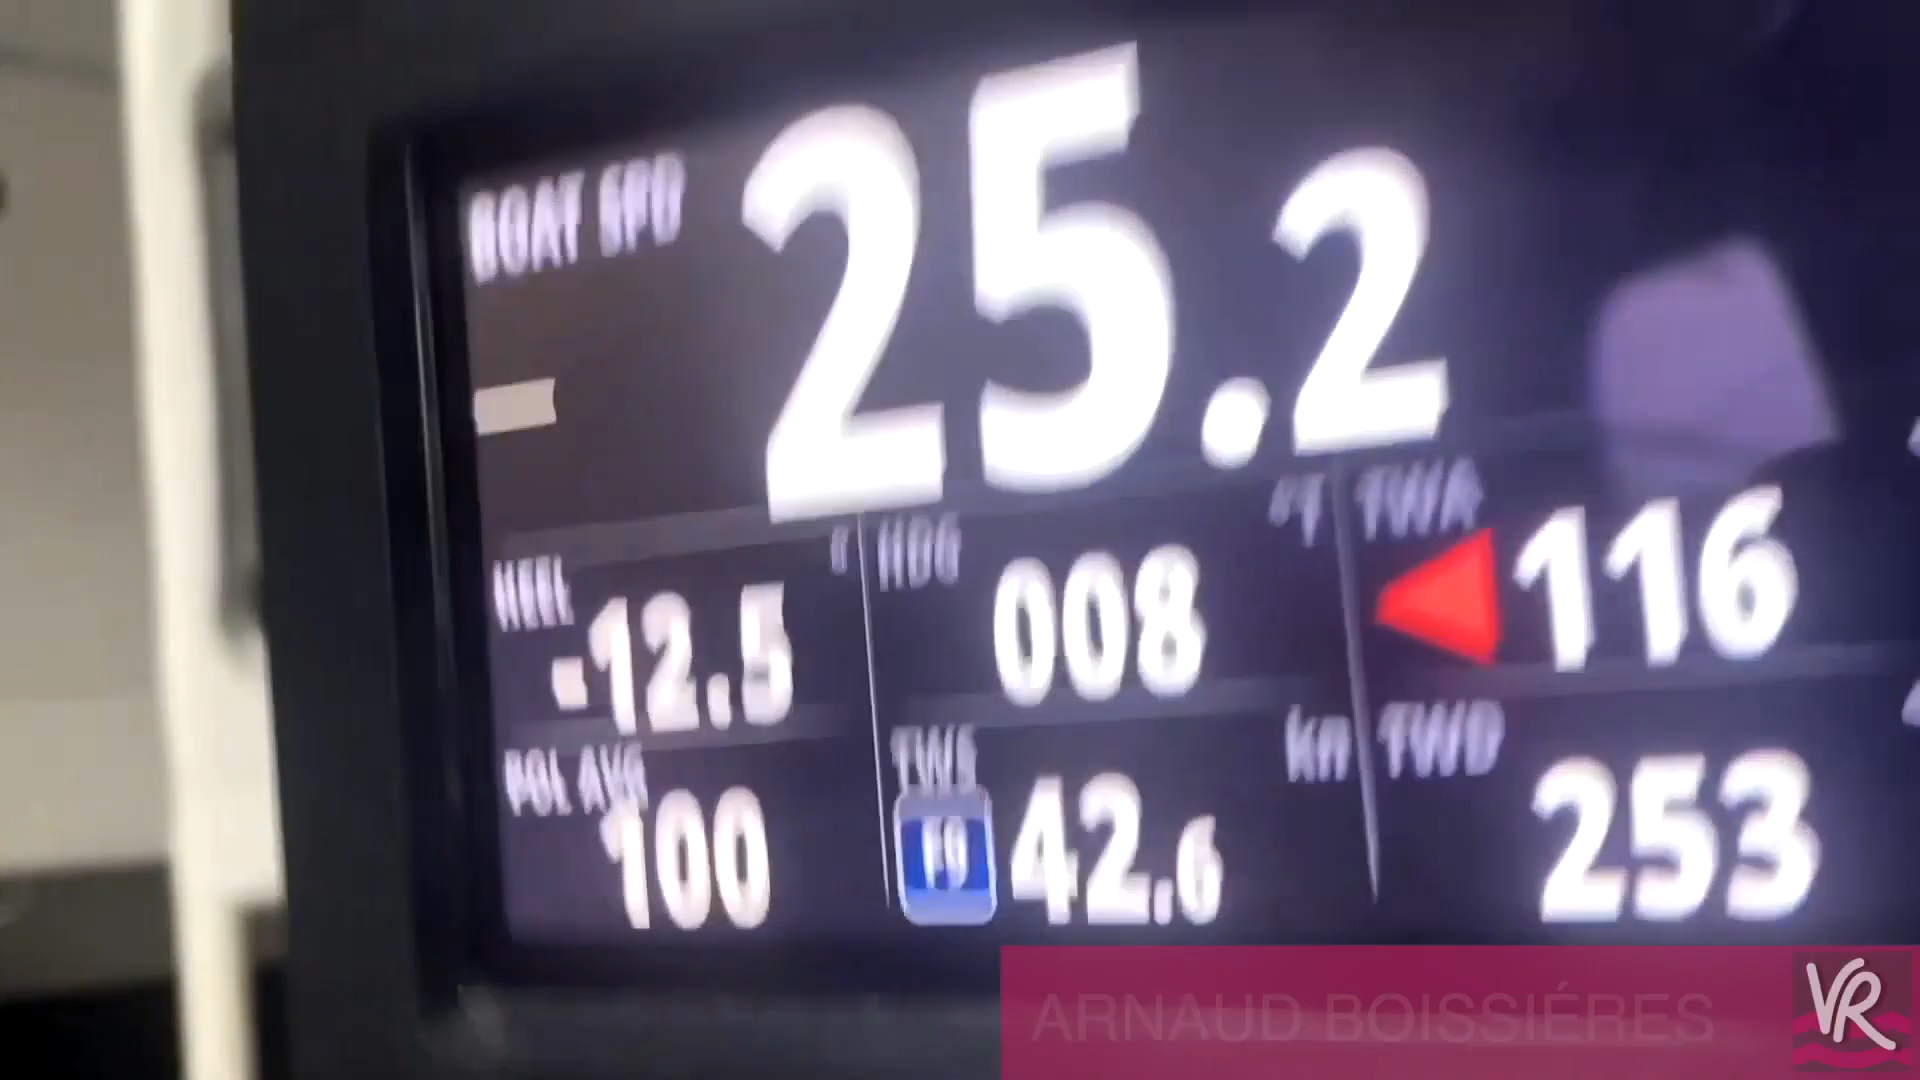 BOAT SPD
25.2
HEEL ° HDG °T TWA
-12.5 008 116
POL AVG TWS kn TWD
100 F9 42.6 253
ARNAUD BOISSIÉRES
VR